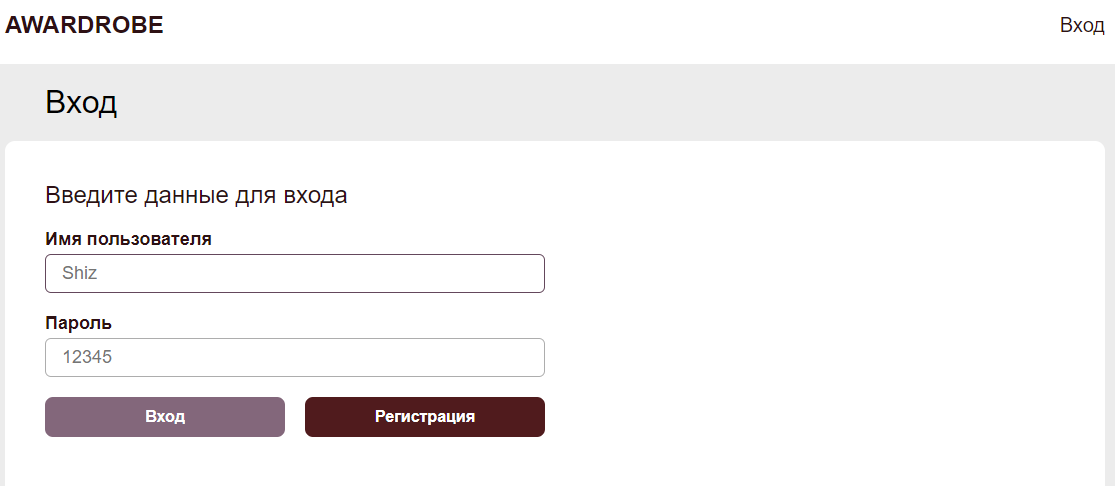 AWARDROBE
Вход
Вход
Введите данные для входа
Имя пользователя
Shiz
Пароль
12345
Вход
Регистрация